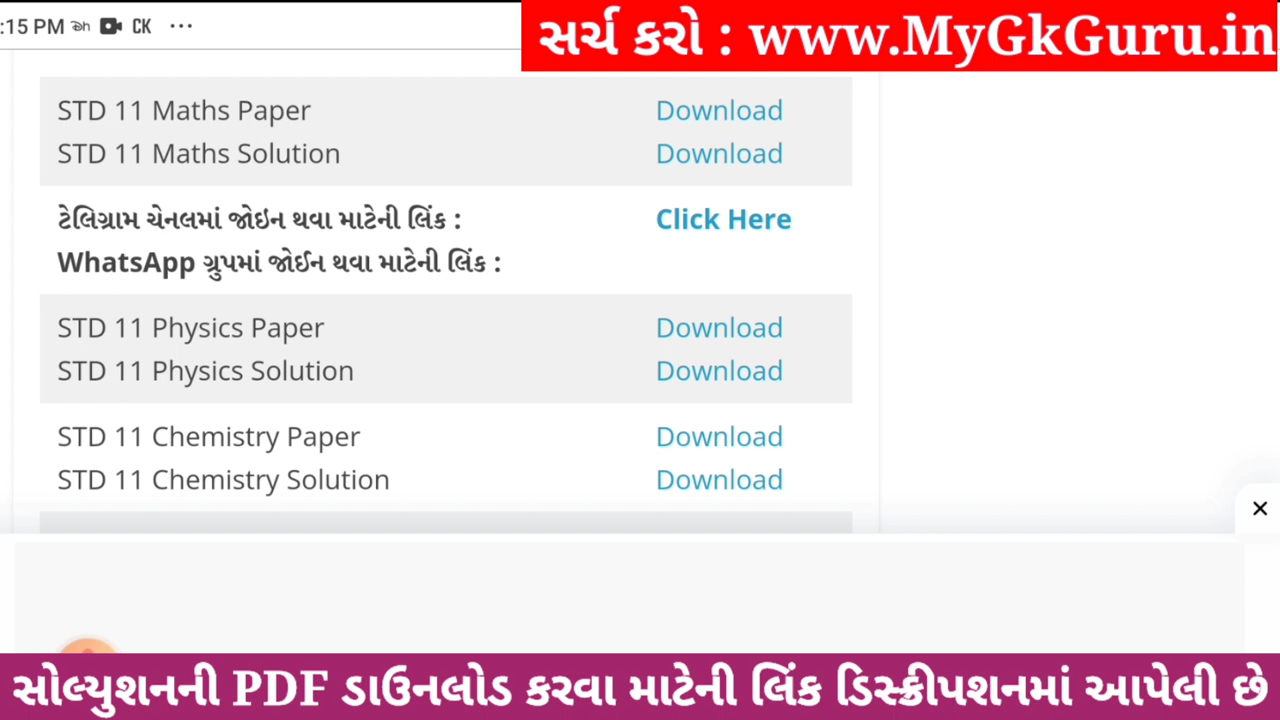 :15 PM CK ...
સર્ચ કરો : www.MyGkGuru.in
STD 11 Maths Paper Download
STD 11 Maths Solution Download
ટેલિગ્રામ ચેનલમાં જોઇન થવા માટેની લિંક : Click Here
WhatsApp ગ્રુપમાં જોઈન થવા માટેની લિંક :
STD 11 Physics Paper Download
STD 11 Physics Solution Download
STD 11 Chemistry Paper Download
STD 11 Chemistry Solution Download
સોલ્યુશનની PDF ડાઉનલોડ કરવા માટેની લિંક ડિસ્ક્રીપશનમાં આપેલી છે